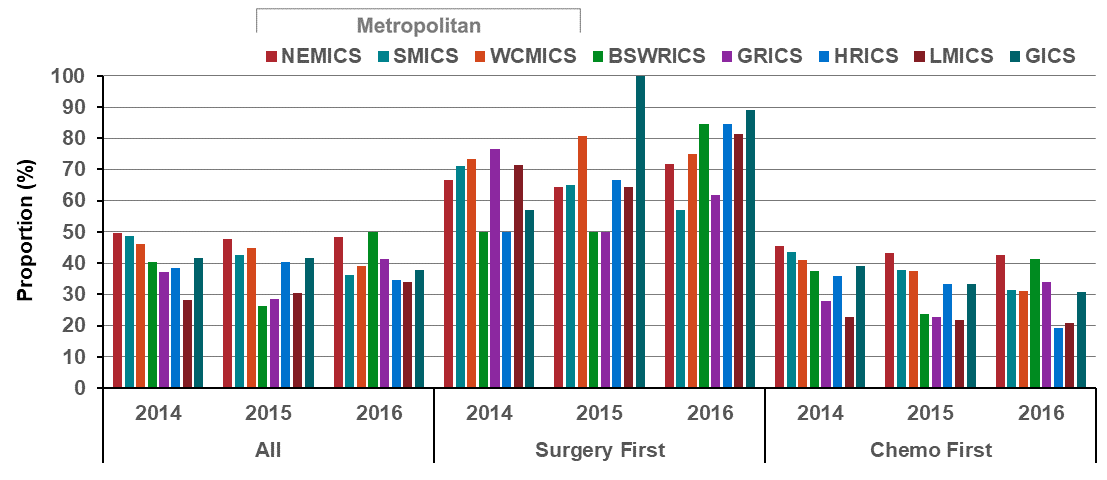 Metropolitan
NEMICS SMICS WCMICS BSWRICS GRICS HRICS LMICS GICS
Proportion (%)
100
90
80
70
60
50
40
30
20
10
0
2014 2015 2016 2014 2015 2016 2014 2015 2016
All Surgery First Chemo First